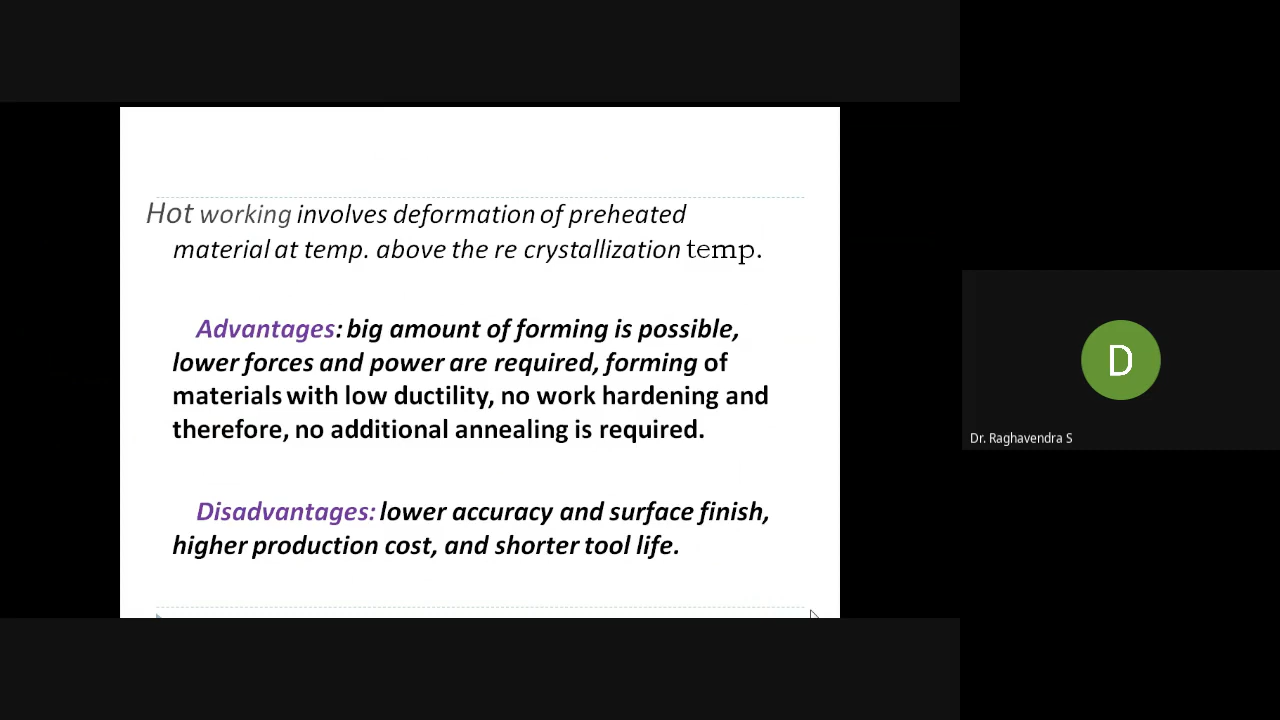 Hot working involves deformation of preheated
material at temp. above the re crystallization temp.
Advantages: big amount of forming is possible,
lower forces and power are required, forming of
materials with low ductility, no work hardening and
therefore, no additional annealing is required.
Disadvantages: lower accuracy and surface finish,
higher production cost, and shorter tool life.
D
Dr. Raghavendra S